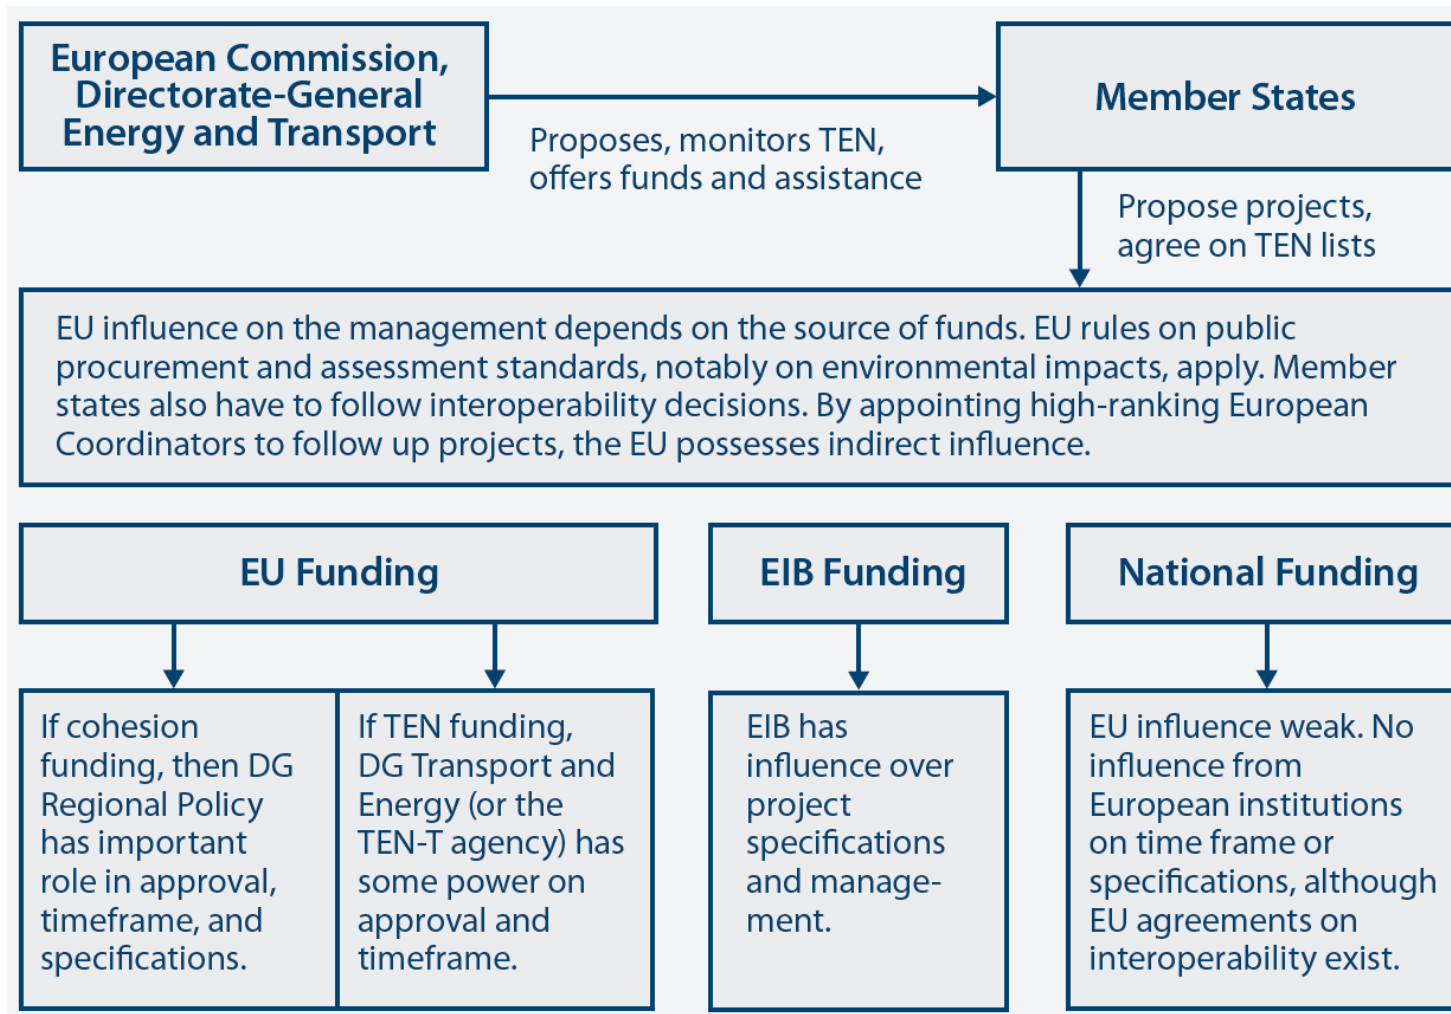 European Commission,
Directorate-General
Energy and Transport
Member States
Proposes, monitors TEN,
offers funds and assistance
Propose projects,
agree on TEN lists
EU influence on the management depends on the source of funds. EU rules on public
procurement and assessment standards, notably on environmental impacts, apply. Member
states also have to follow interoperability decisions. By appointing high-ranking European
Coordinators to follow up projects, the EU possesses indirect influence.
EU Funding
EIB Funding
National Funding
If cohesion
funding, then DG
Regional Policy
has important
role in approval,
timeframe, and
specifications.
If TEN funding,
DG Transport and
Energy (or the
TEN-T agency) has
some power on
approval and
timeframe.
EIB has
influence over
project
specifications
and manage-
ment.
EU influence weak. No
influence from
European institutions
on time frame or
specifications, although
EU agreements on
interoperability exist.